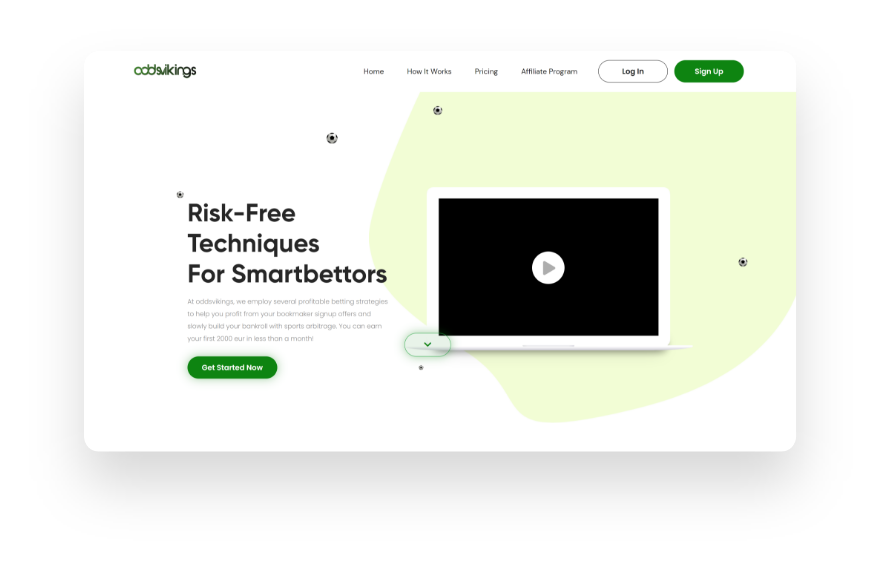 oddsvikings
Home How It Works Pricing Affiliate Program Log In Sign Up
Risk-Free
Techniques
For Smartbettors
At oddsvikings, we employ several profitable betting strategies
to help you profit from your bookmaker signup offers and
slowly build your bankroll with sports arbitrage. You can earn
your first 2000 eur in less than a month!
Get Started Now